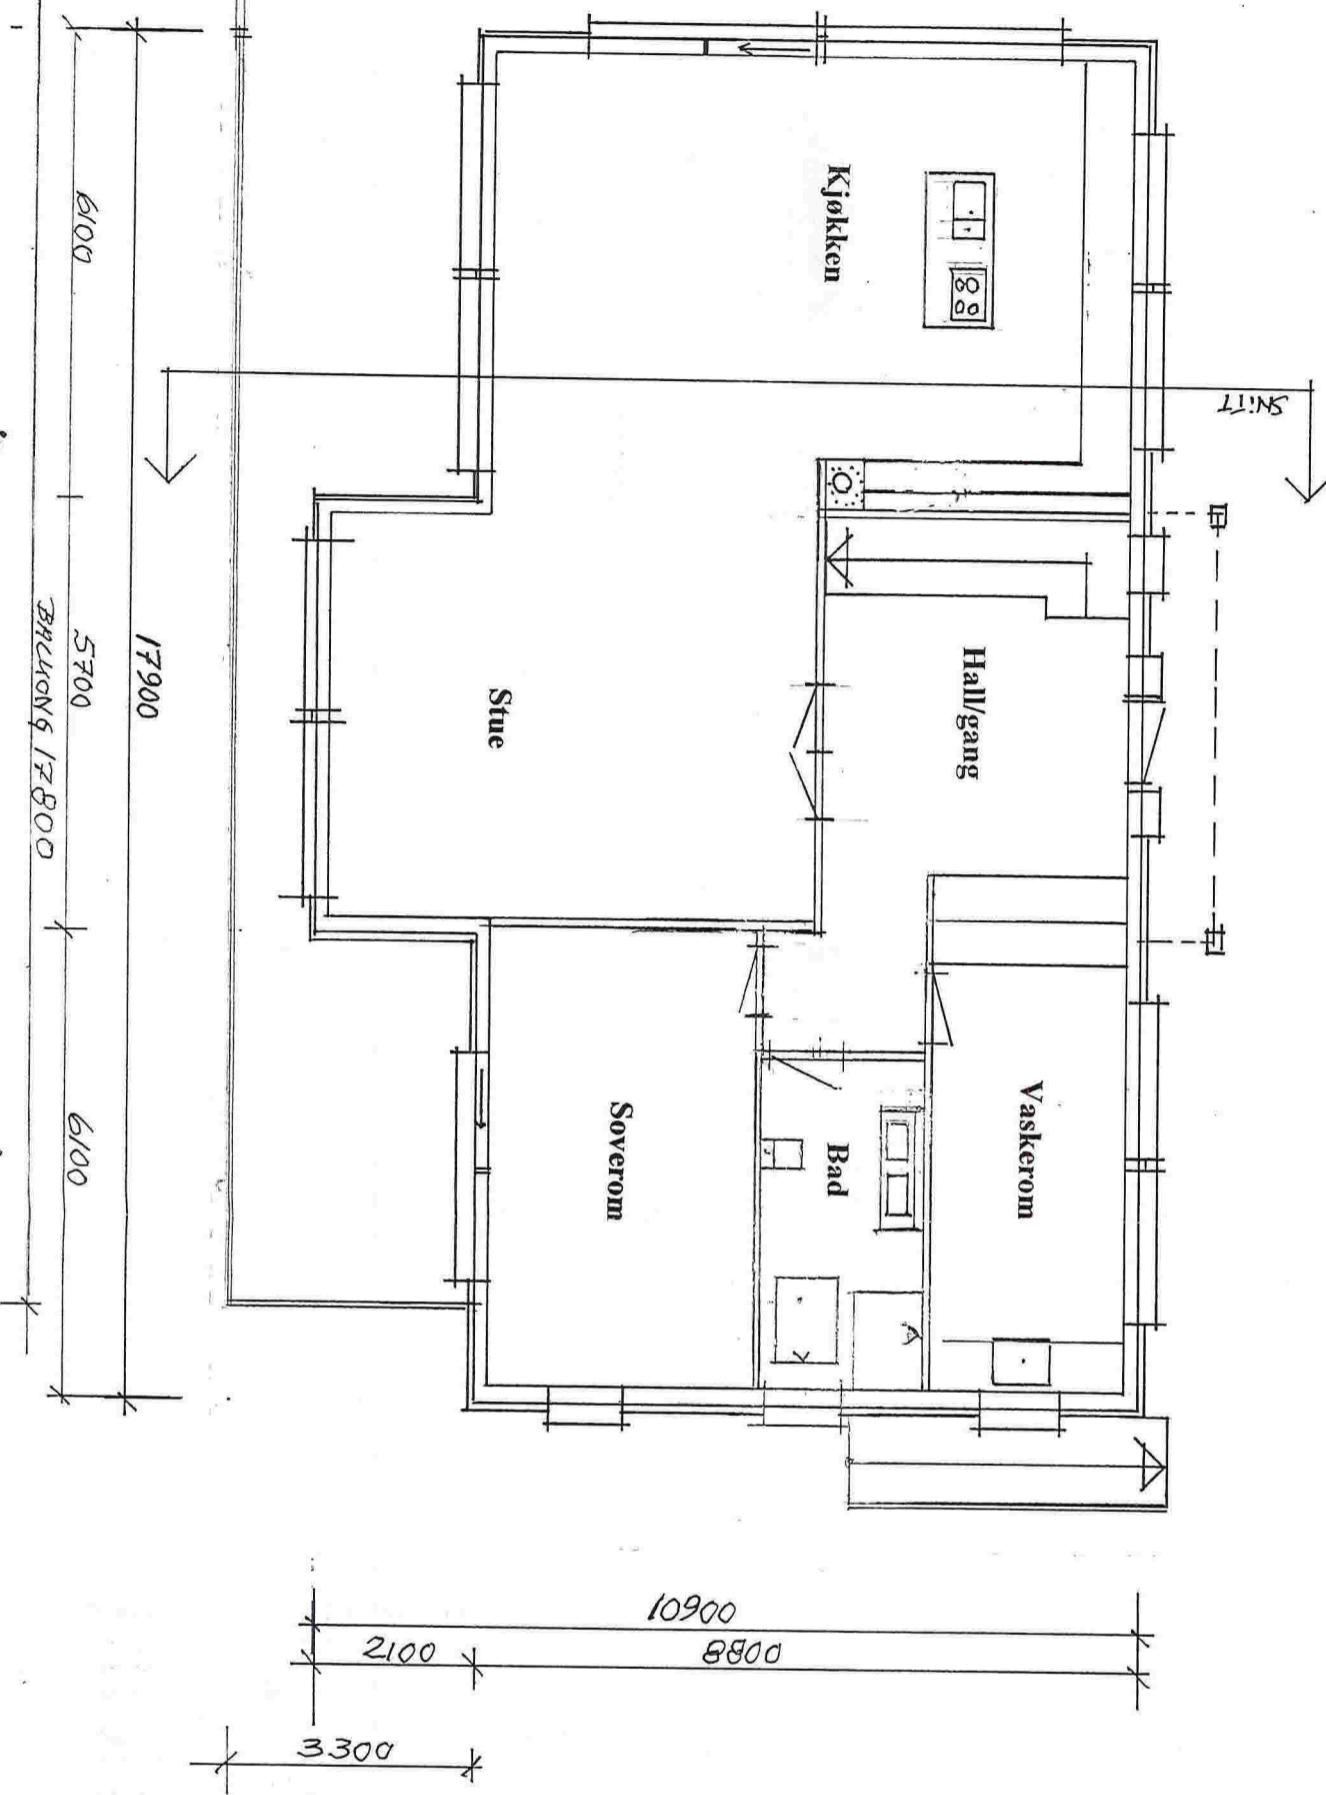 Kjøkken
SNITT
Hall/gang
Stue
Vaskerom
Bad
Soverom
6100
5700
6100
17900
BALKONG 17800
10900
2100
8800
3300